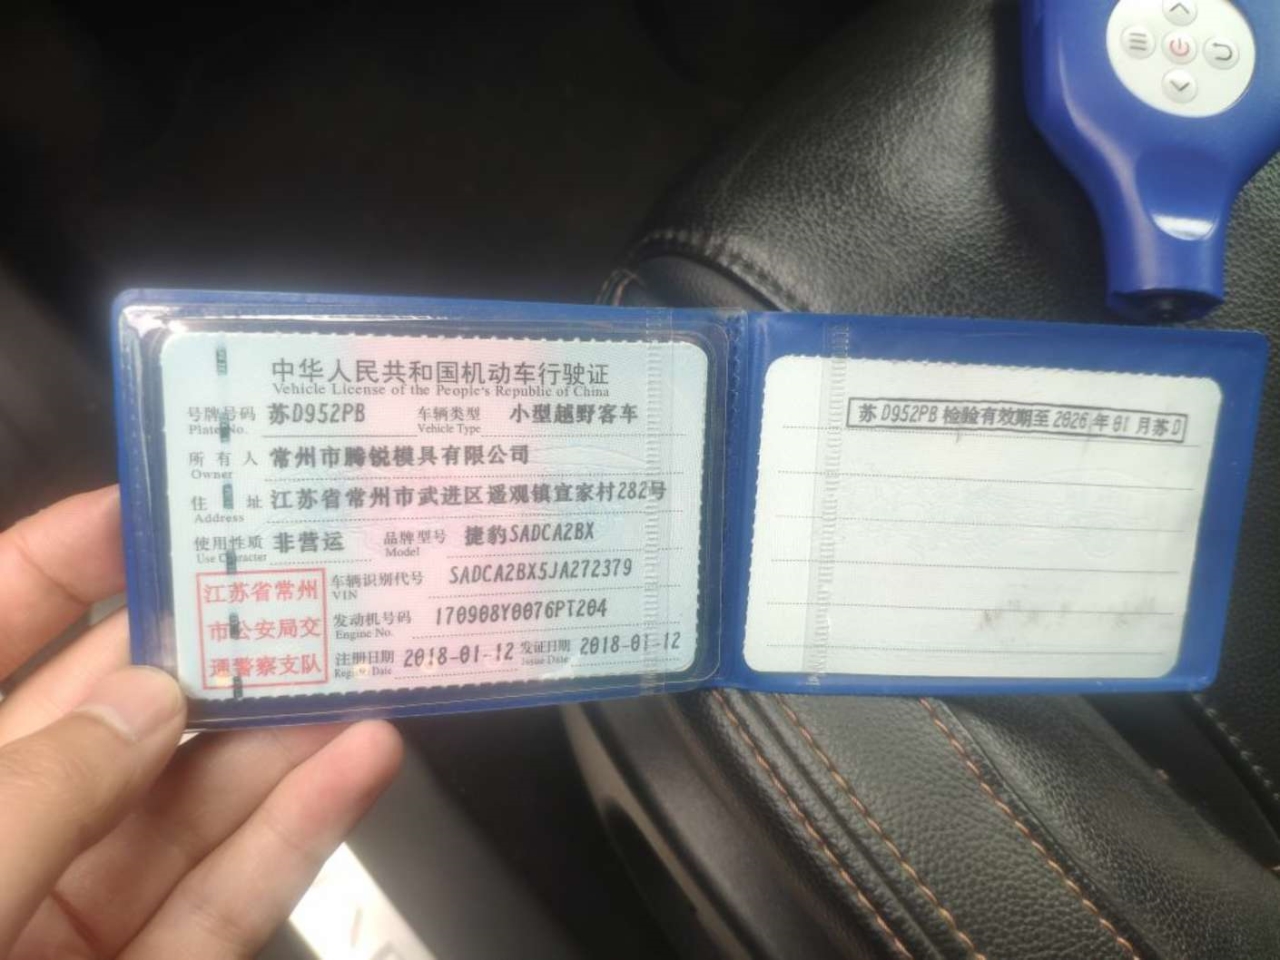 中华人民共和国机动车行驶证
Vehicle License of the People's Republic of China
号牌号码 苏D952PB 车辆类型 小型越野客车
Plate No. Vehicle Type
所有人 常州市腾锐模具有限公司
Owner
住址 江苏省常州市武进区遥观镇宣家村282号
Address
使用性质 非营运 品牌型号 捷豹SADCA2BX
Use Character Model
车辆识别代号 SADCA2BX5JA272379
VIN
发动机号码 170908Y0076PT204
Engine No.
注册日期 2018-01-12 发证日期 2018-01-12
Register Date Issue Date
江苏省常州
市公安局交
通警察支队
苏D952PB 检验有效期至2026年01月苏D